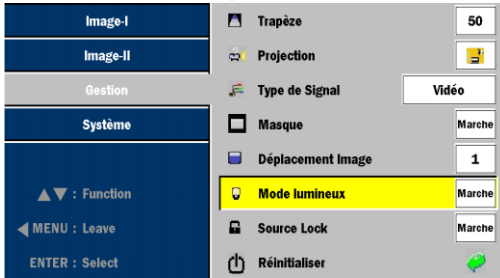 Image-I
Image-II
Gestion
Système
▲▼ : Function
◀ MENU : Leave
ENTER : Select
Trapèze 50
Projection
Type de Signal Vidéo
Masque Marche
Déplacement Image 1
Mode lumineux Marche
Source Lock Marche
Réinitialiser